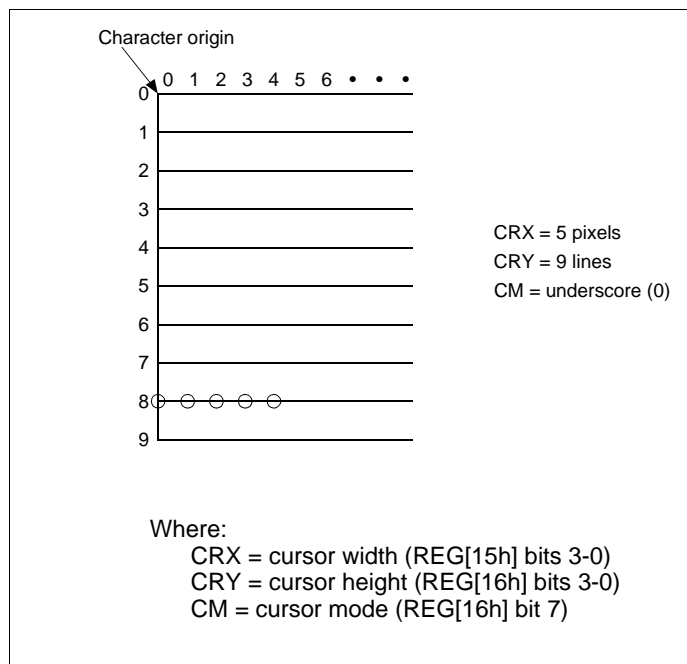 Character origin
0 1 2 3 4 5 6 • • •
0
1
2
3
4
5
6
7
8
9
CRX = 5 pixels
CRY = 9 lines
CM = underscore (0)
Where:
CRX = cursor width (REG[15h] bits 3-0)
CRY = cursor height (REG[16h] bits 3-0)
CM = cursor mode (REG[16h] bit 7)